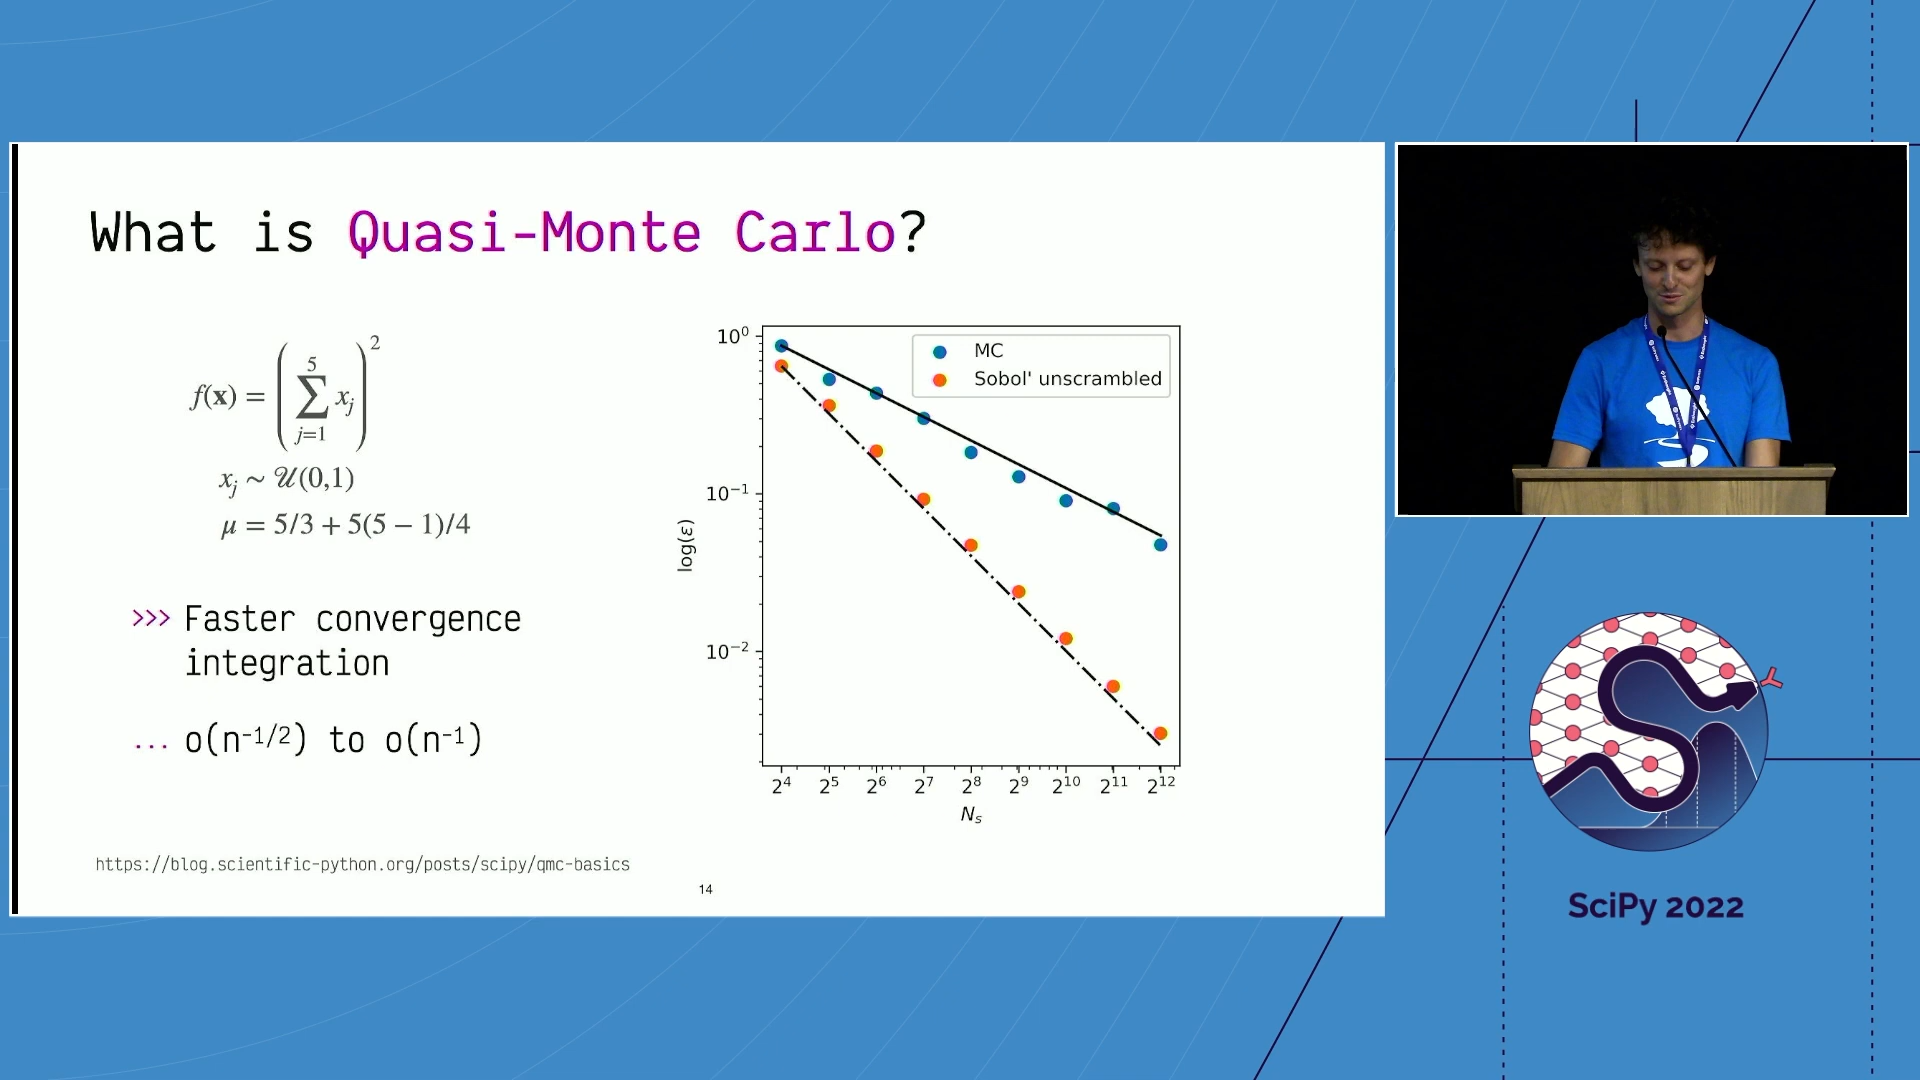 What is Quasi-Monte Carlo?
f(x) = (∑_{j=1}^{5} x_j)^2
x_j ~ 𝒰(0,1)
μ = 5/3 + 5(5 − 1)/4
>>> Faster convergence
integration
... o(n^{-1/2}) to o(n^{-1})
https://blog.scientific-python.org/posts/scipy/qmc-basics
14
MC
Sobol' unscrambled
10^0
10^{-1}
10^{-2}
log(ε)
2^4 2^5 2^6 2^7 2^8 2^9 2^{10} 2^{11} 2^{12}
N_s
SciPy 2022